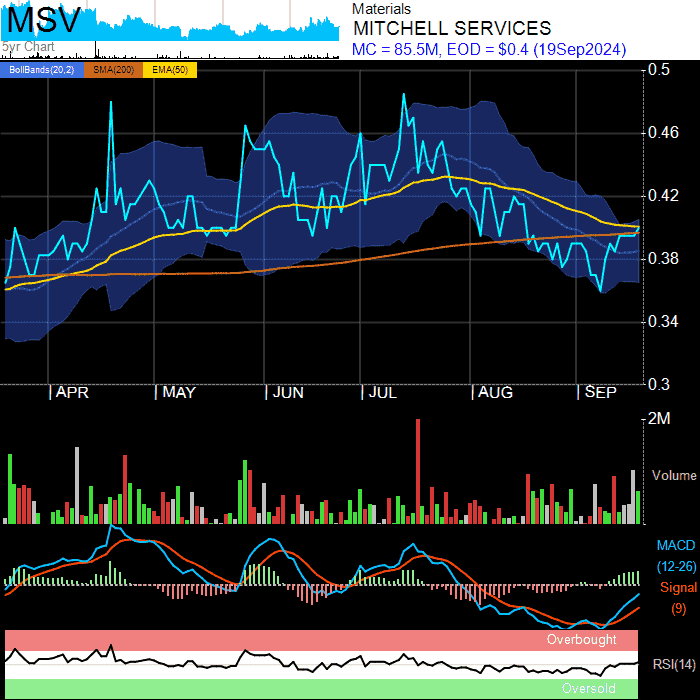 MSV
5yr Chart
Materials
MITCHELL SERVICES
MC = 85.5M, EOD = $0.4 (19Sep2024)
BollBands(20,2) SMA(200) EMA(50)
0.5
0.46
0.42
0.38
0.34
0.3
APR MAY JUN JUL AUG SEP
2M
Volume
MACD
(12-26)
Signal
(9)
Overbought
RSI(14)
Oversold